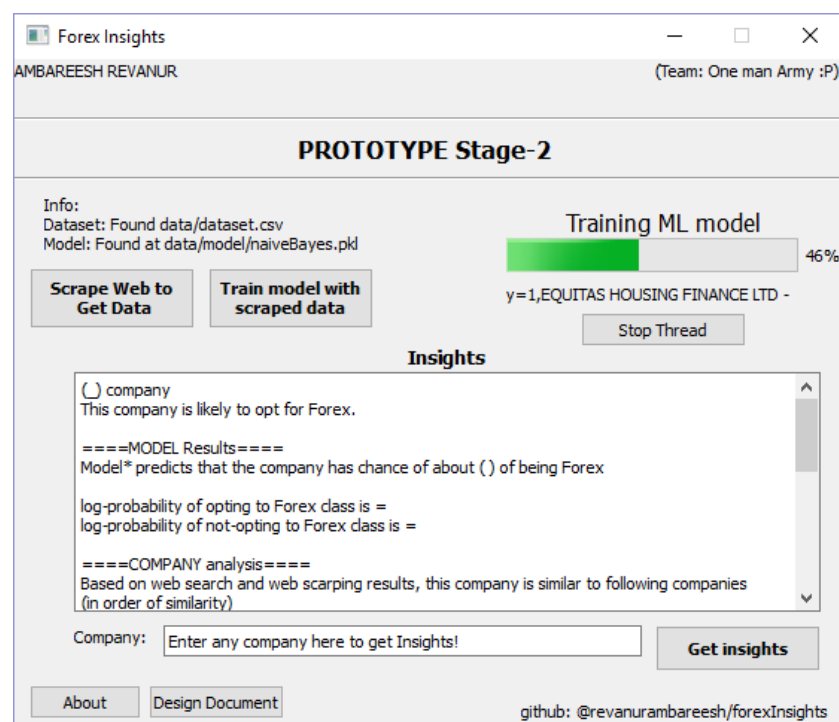 Forex Insights
AMBAREESH REVANUR
(Team: One man Army :P)
PROTOTYPE Stage-2
Info:
Dataset: Found data/dataset.csv
Model: Found at data/model/naiveBayes.pkl
Scrape Web to
Get Data
Train model with
scraped data
Training ML model
46%
y=1,EQUITAS HOUSING FINANCE LTD -
Stop Thread
Insights
(_) company
This company is likely to opt for Forex.
====MODEL Results====
Model* predicts that the company has chance of about ( ) of being Forex
log-probability of opting to Forex class is =
log-probability of not-opting to Forex class is =
====COMPANY analysis====
Based on web search and web scarping results, this company is similar to following companies
(in order of similarity)
Company:
Enter any company here to get Insights!
Get insights
About
Design Document
github: @revanurambareesh/forexInsights